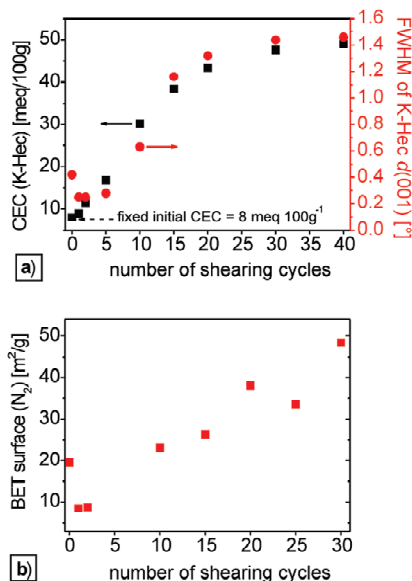 CEC (K-Hec) [meq/100g]
50
40
30
20
10
1.6
1.4
1.2
1.0
0.8
0.6
0.4
0.2
0.0
FWHM of K-Hec d(001) [°]
fixed initial CEC = 8 meq 100g⁻¹
0 5 10 15 20 25 30 35 40
number of shearing cycles
a)
BET surface (N₂) [m²/g]
50
40
30
20
10
0 5 10 15 20 25 30
number of shearing cycles
b)